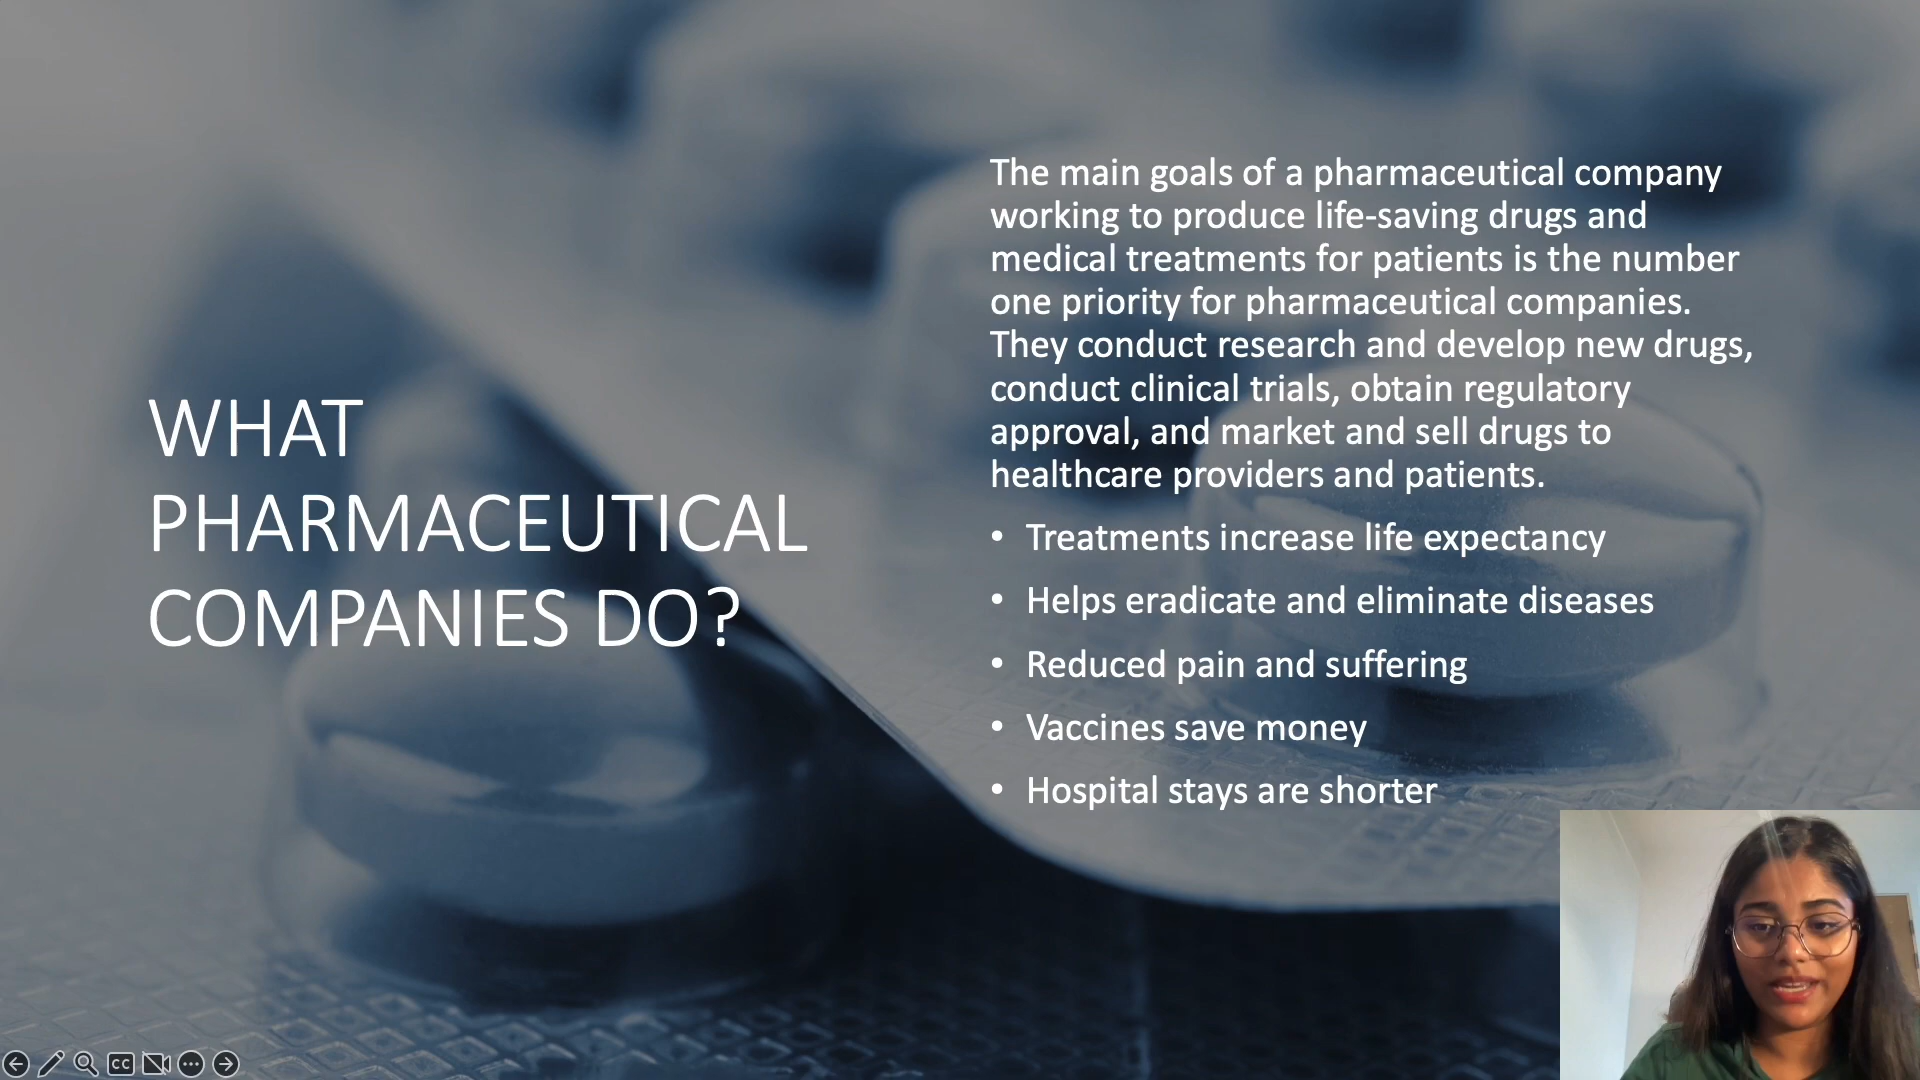 WHAT
PHARMACEUTICAL
COMPANIES DO?
The main goals of a pharmaceutical company
working to produce life-saving drugs and
medical treatments for patients is the number
one priority for pharmaceutical companies.
They conduct research and develop new drugs,
conduct clinical trials, obtain regulatory
approval, and market and sell drugs to
healthcare providers and patients.
• Treatments increase life expectancy
• Helps eradicate and eliminate diseases
• Reduced pain and suffering
• Vaccines save money
• Hospital stays are shorter
CC